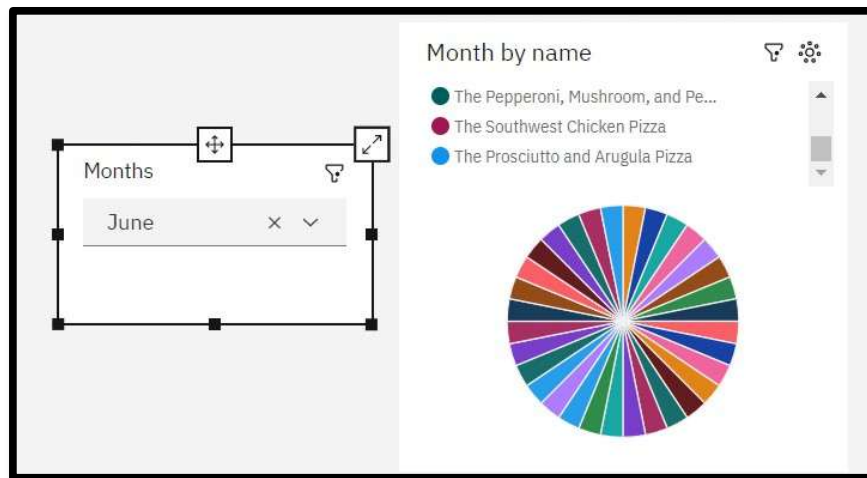 Months
June
Month by name
The Pepperoni, Mushroom, and Pe...
The Southwest Chicken Pizza
The Prosciutto and Arugula Pizza